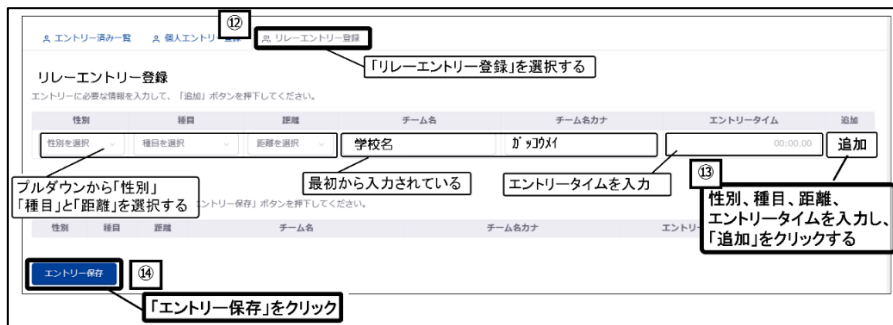 ⑫
エントリー済み一覧 個人エントリー登録 リレーエントリー登録
「リレーエントリー登録」を選択する
リレーエントリー登録
エントリーに必要な情報を入力して、「追加」ボタンを押下してください。
性別 種目 距離 チーム名 チーム名カナ エントリータイム 追加
性別を選択 種目を選択 距離を選択 学校名 ガッコウメイ 00:00.00 追加
プルダウンから「性別」
「種目」と「距離」を選択する
最初から入力されている
エントリータイムを入力
⑬
性別、種目、距離、
エントリータイムを入力し、
「追加」をクリックする
ントリー保存」ボタンを押下してください。
性別 種目 距離 チーム名 チーム名カナ エントリー
エントリー保存 ⑭
「エントリー保存」をクリック